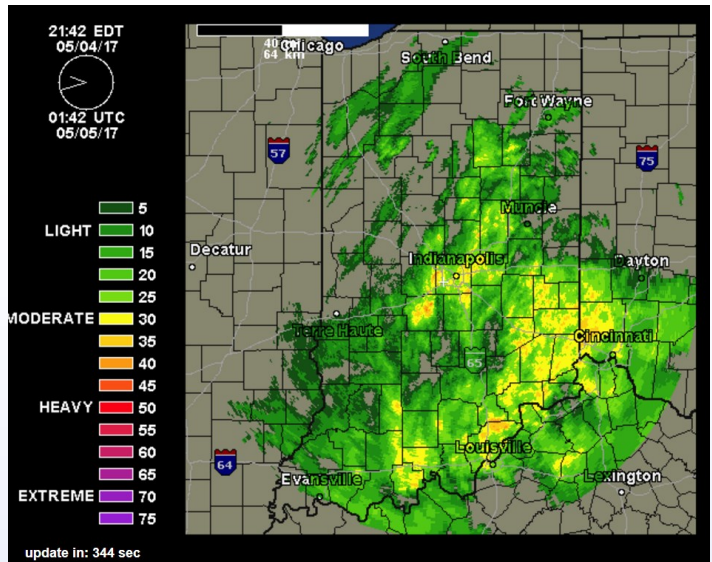 21:42 EDT
05/04/17
01:42 UTC
05/05/17
40
64 km
Chicago
South Bend
Fort Wayne
57
75
Muncie
Decatur
Indianapolis
Dayton
Terre Haute
Cincinnati
65
Louisville
64
Evansville
Lexington
5
LIGHT 10
15
20
25
MODERATE 30
35
40
45
HEAVY 50
55
60
65
EXTREME 70
75
update in: 344 sec